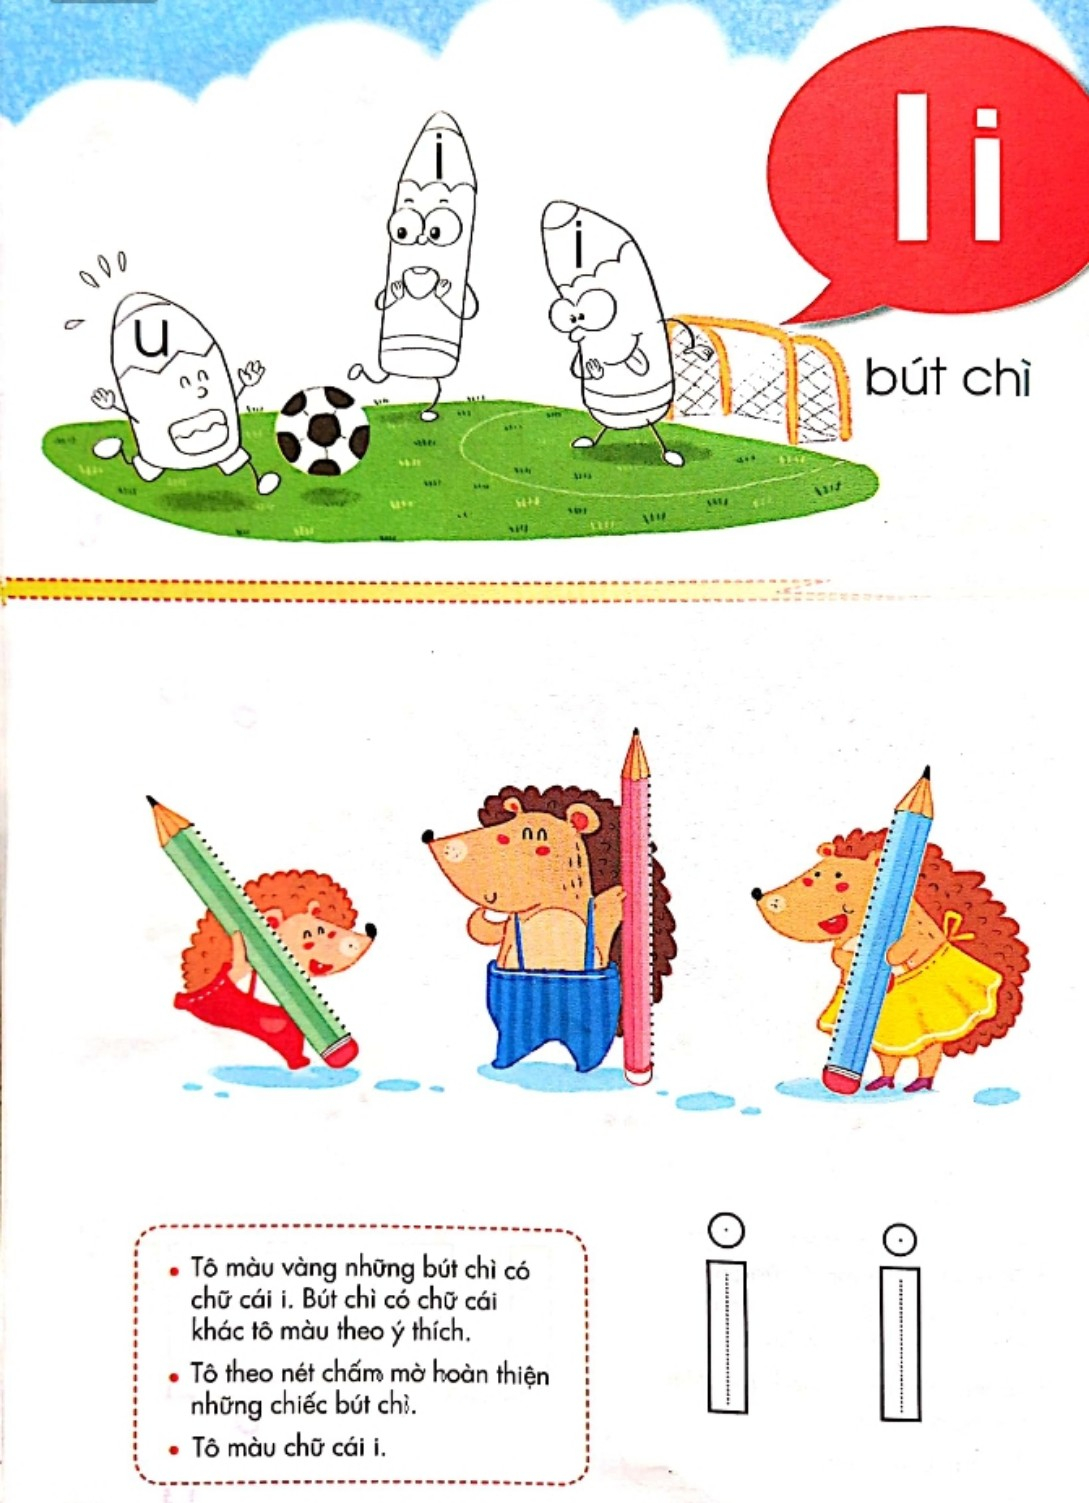 I i
i
i
u
bút chì
• Tô màu vàng những bút chì có
chữ cái i. Bút chì có chữ cái
khác tô màu theo ý thích.
• Tô theo nét chấm mờ hoàn thiện
những chiếc bút chì.
• Tô màu chữ cái i.
i i